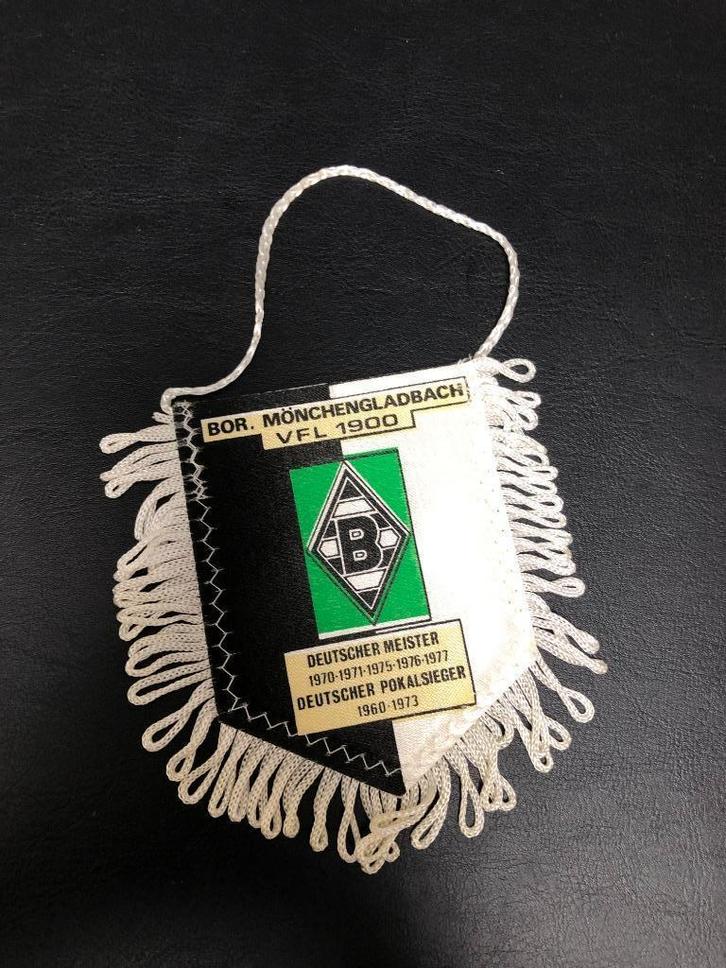 BOR. MÖNCHENGLADBACH
VFL 1900
B
DEUTSCHER MEISTER
1970-1971-1975-1976-1977
DEUTSCHER POKALSIEGER
1960-1973